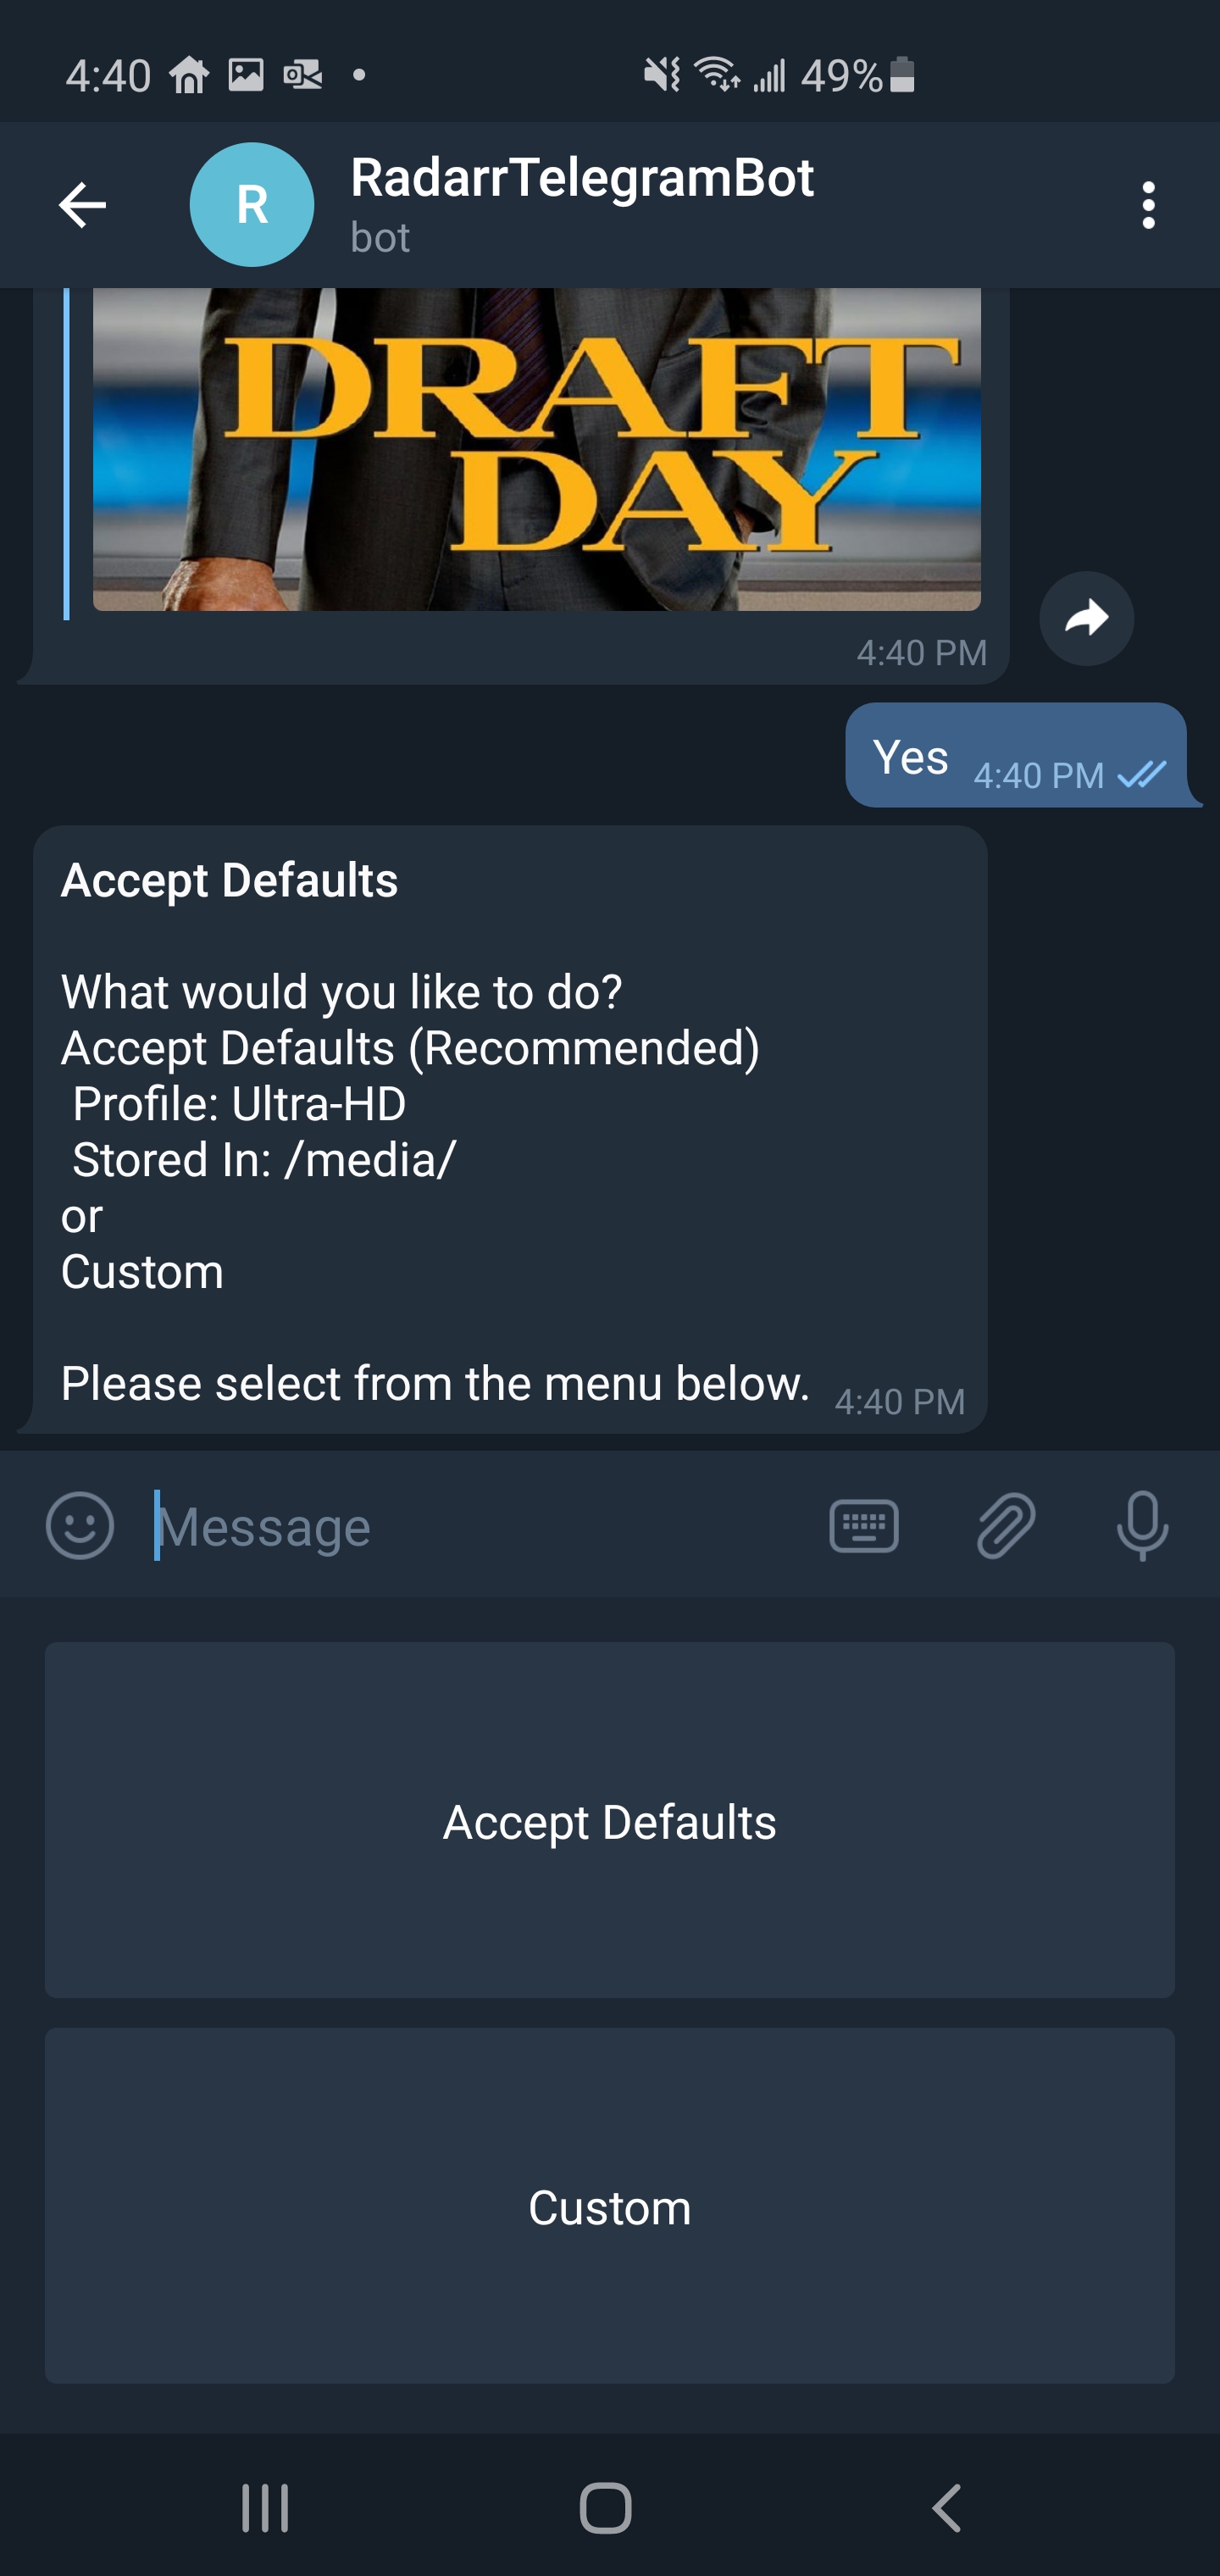 4:40
49%
R
RadarrTelegramBot
bot
DRAFT
DAY
4:40 PM
Yes 4:40 PM
Accept Defaults
What would you like to do?
Accept Defaults (Recommended)
Profile: Ultra-HD
Stored In: /media/
or
Custom
Please select from the menu below. 4:40 PM
Message
Accept Defaults
Custom